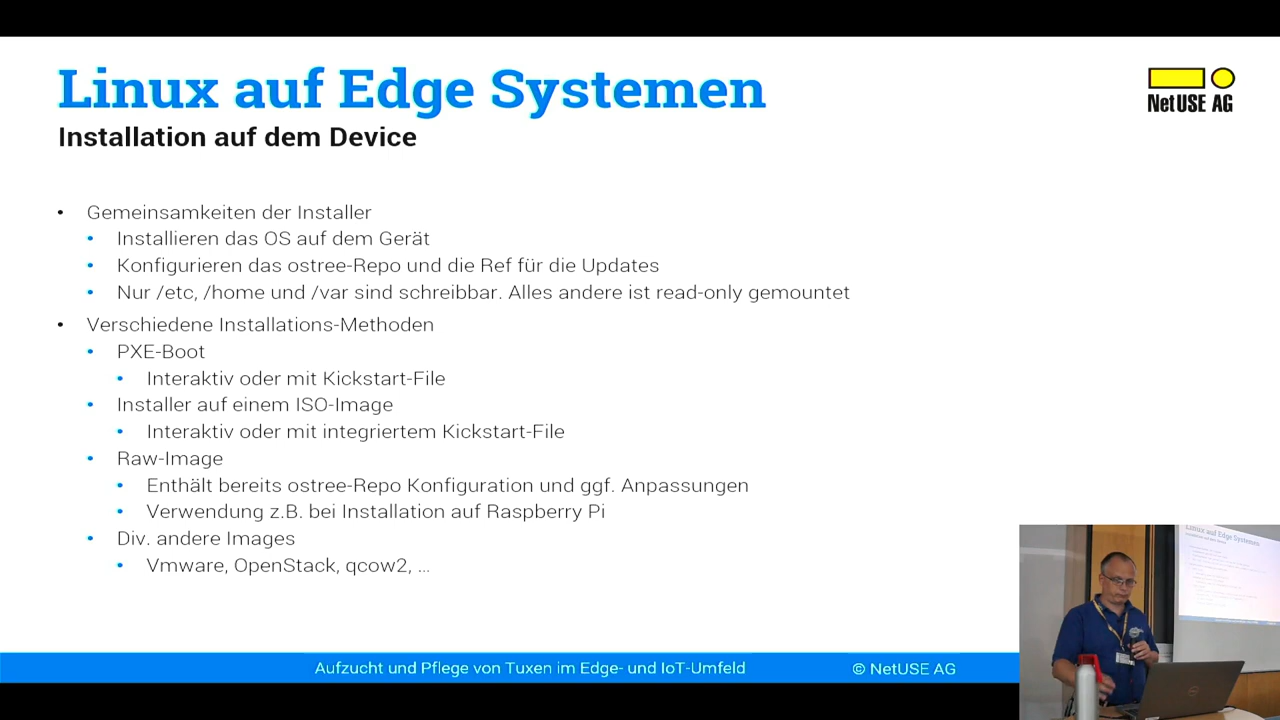 Linux auf Edge Systemen
NetUSE AG
Installation auf dem Device
• Gemeinsamkeiten der Installer
• Installieren das OS auf dem Gerät
• Konfigurieren das ostree-Repo und die Ref für die Updates
• Nur /etc, /home und /var sind schreibbar. Alles andere ist read-only gemountet
• Verschiedene Installations-Methoden
• PXE-Boot
• Interaktiv oder mit Kickstart-File
• Installer auf einem ISO-Image
• Interaktiv oder mit integriertem Kickstart-File
• Raw-Image
• Enthält bereits ostree-Repo Konfiguration und ggf. Anpassungen
• Verwendung z.B. bei Installation auf Raspberry Pi
• Div. andere Images
• Vmware, OpenStack, qcow2, ...
Linux auf Edge Systemen
Aufzucht und Pflege von Tuxen im Edge- und IoT-Umfeld
© NetUSE AG